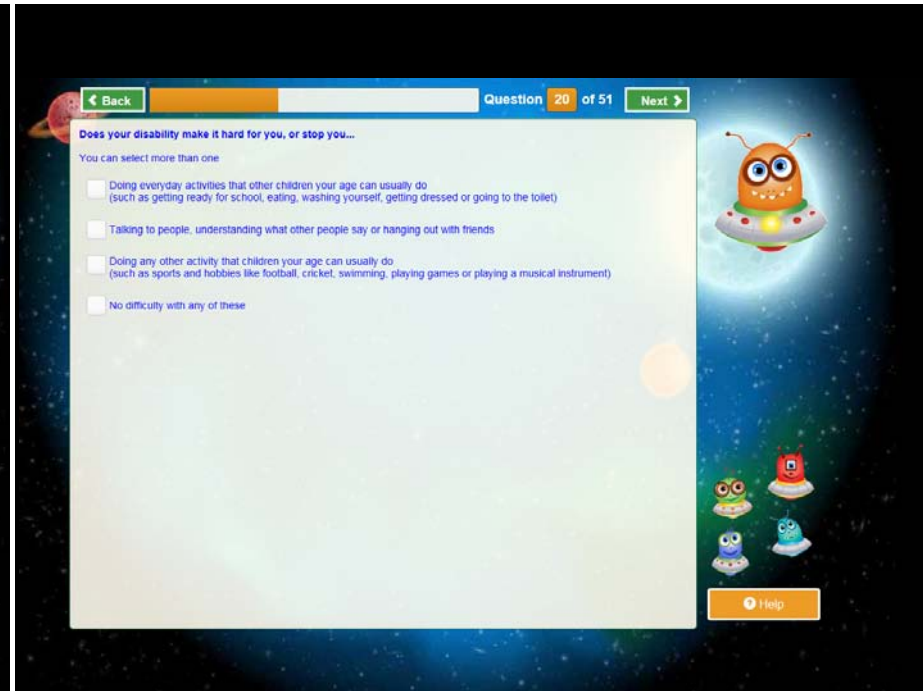 Back
Question 20 of 51
Next
Does your disability make it hard for you, or stop you...
You can select more than one
Doing everyday activities that other children your age can usually do
(such as getting ready for school, eating, washing yourself, getting dressed or going to the toilet)
Talking to people, understanding what other people say or hanging out with friends
Doing any other activity that children your age can usually do
(such as sports and hobbies like football, cricket, swimming, playing games or playing a musical instrument)
No difficulty with any of these
? Help